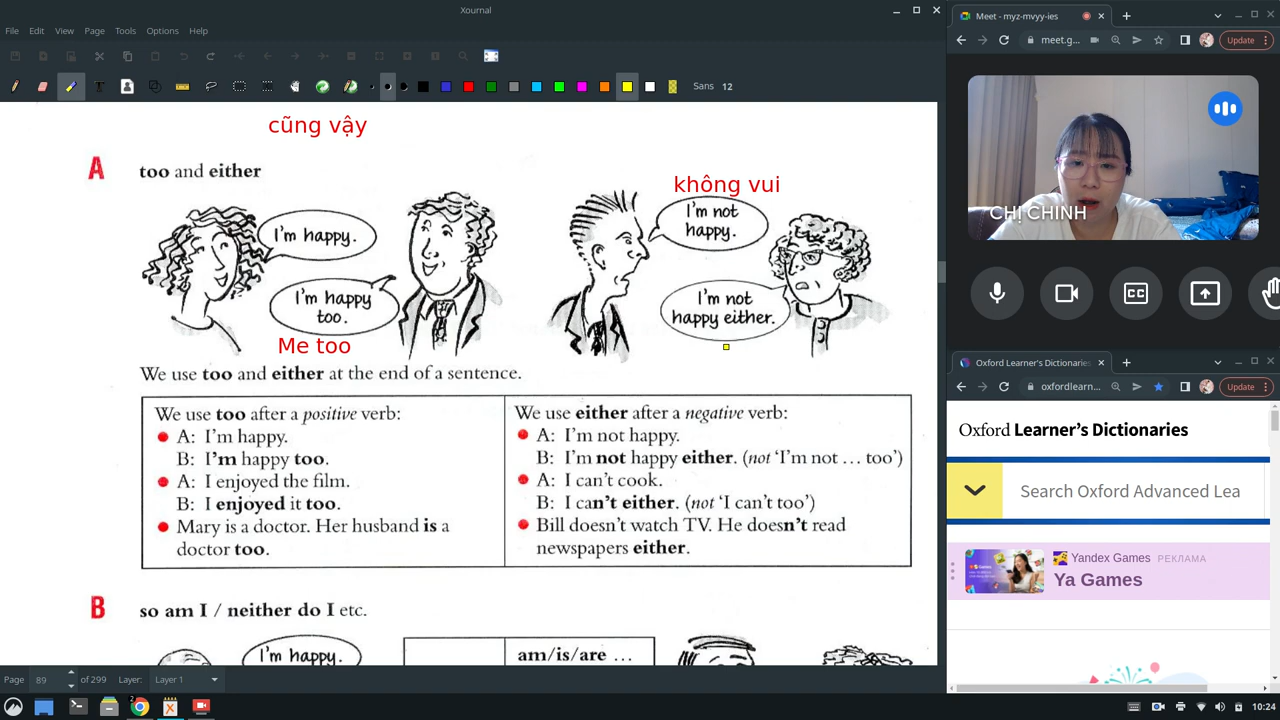 Xournal
File Edit View Page Tools Options Help
Sans 12
cũng vậy
A too and either
không vui
I'm happy.
I'm happy
too.
Me too
I'm not
happy.
I'm not
happy either.
We use too and either at the end of a sentence.
We use too after a positive verb:
A: I'm happy.
B: I'm happy too.
A: I enjoyed the film.
B: I enjoyed it too.
Mary is a doctor. Her husband is a
doctor too.
We use either after a negative verb:
A: I'm not happy.
B: I'm not happy either. (not 'I'm not … too')
A: I can't cook.
B: I can't either. (not 'I can't too')
Bill doesn't watch TV. He doesn't read
newspapers either.
B so am I / neither do I etc.
I'm happy.
am/is/are …
Page 89 of 299 Layer: Layer 1
Meet - myz-mvyy-ies
meet.g... Update
CHỊ CHINH
CC
Oxford Learner's Dictionaries
oxfordlearn... Update
Oxford Learner's Dictionaries
Search Oxford Advanced Lea
Yandex Games РЕКЛАМА
Ya Games
2
10:24